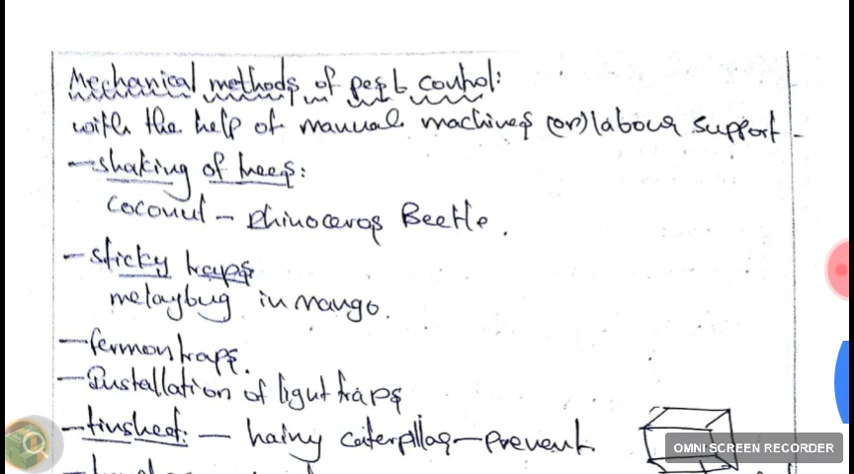 Mechanical methods of pest control:
with the help of manual machines (or) labour support -
- shaking of trees:
coconut - Rhinoceros Beetle.
- sticky traps
melaybug in mango.
- fermon traps.
- Installation of light traps
- tinsheet: - hairy caterpillar - prevent
OMNI SCREEN RECORDER